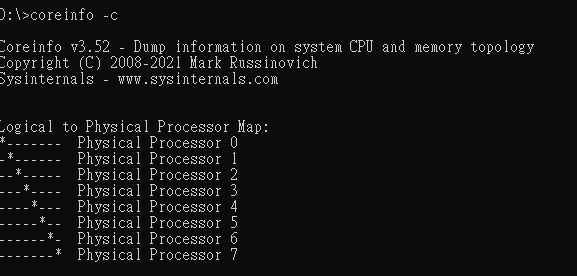 D:\>coreinfo -c
Coreinfo v3.52 - Dump information on system CPU and memory topology
Copyright (C) 2008-2021 Mark Russinovich
Sysinternals - www.sysinternals.com
Logical to Physical Processor Map:
*-------  Physical Processor 0
-*------  Physical Processor 1
--*-----  Physical Processor 2
---*----  Physical Processor 3
----*---  Physical Processor 4
-----*--  Physical Processor 5
------*-  Physical Processor 6
-------*  Physical Processor 7